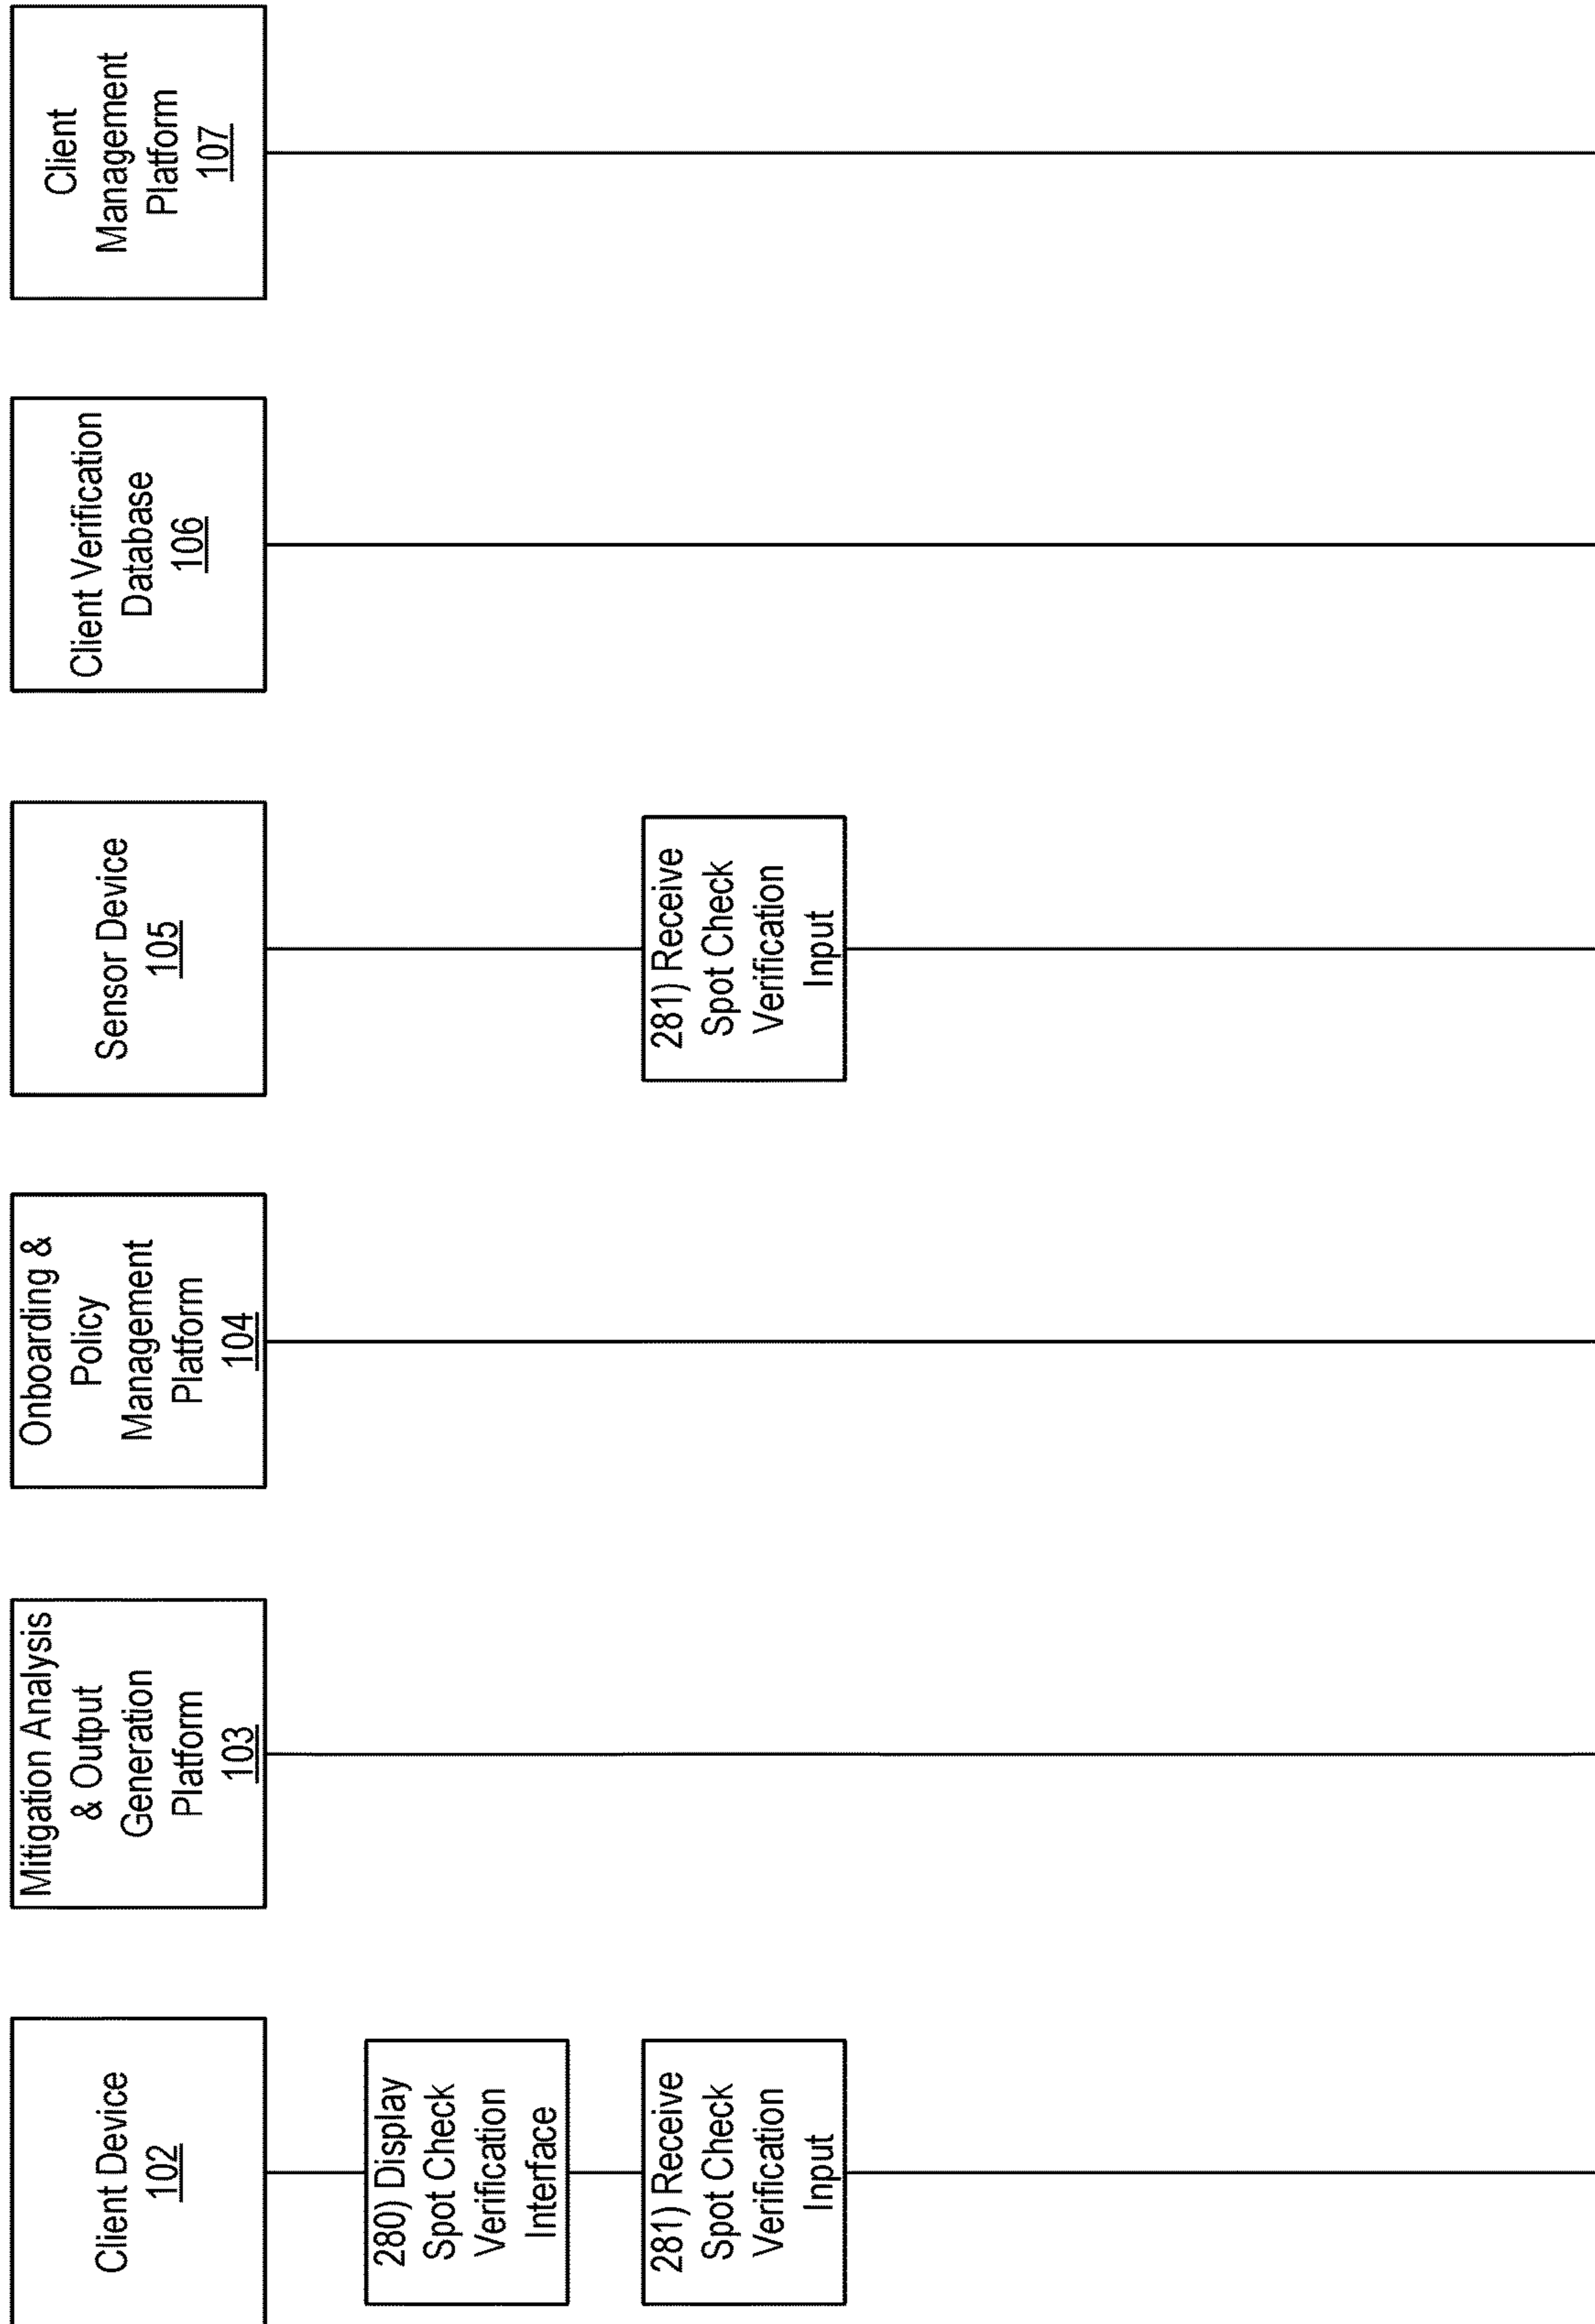 Client Device
102
Mitigation Analysis
& Output
Generation
Platform
103
Onboarding &
Policy
Management
Platform
104
Sensor Device
105
Client Verification
Database
106
Client
Management
Platform
107
280) Display
Spot Check
Verification
Interface
281) Receive
Spot Check
Verification
Input
281) Receive
Spot Check
Verification
Input